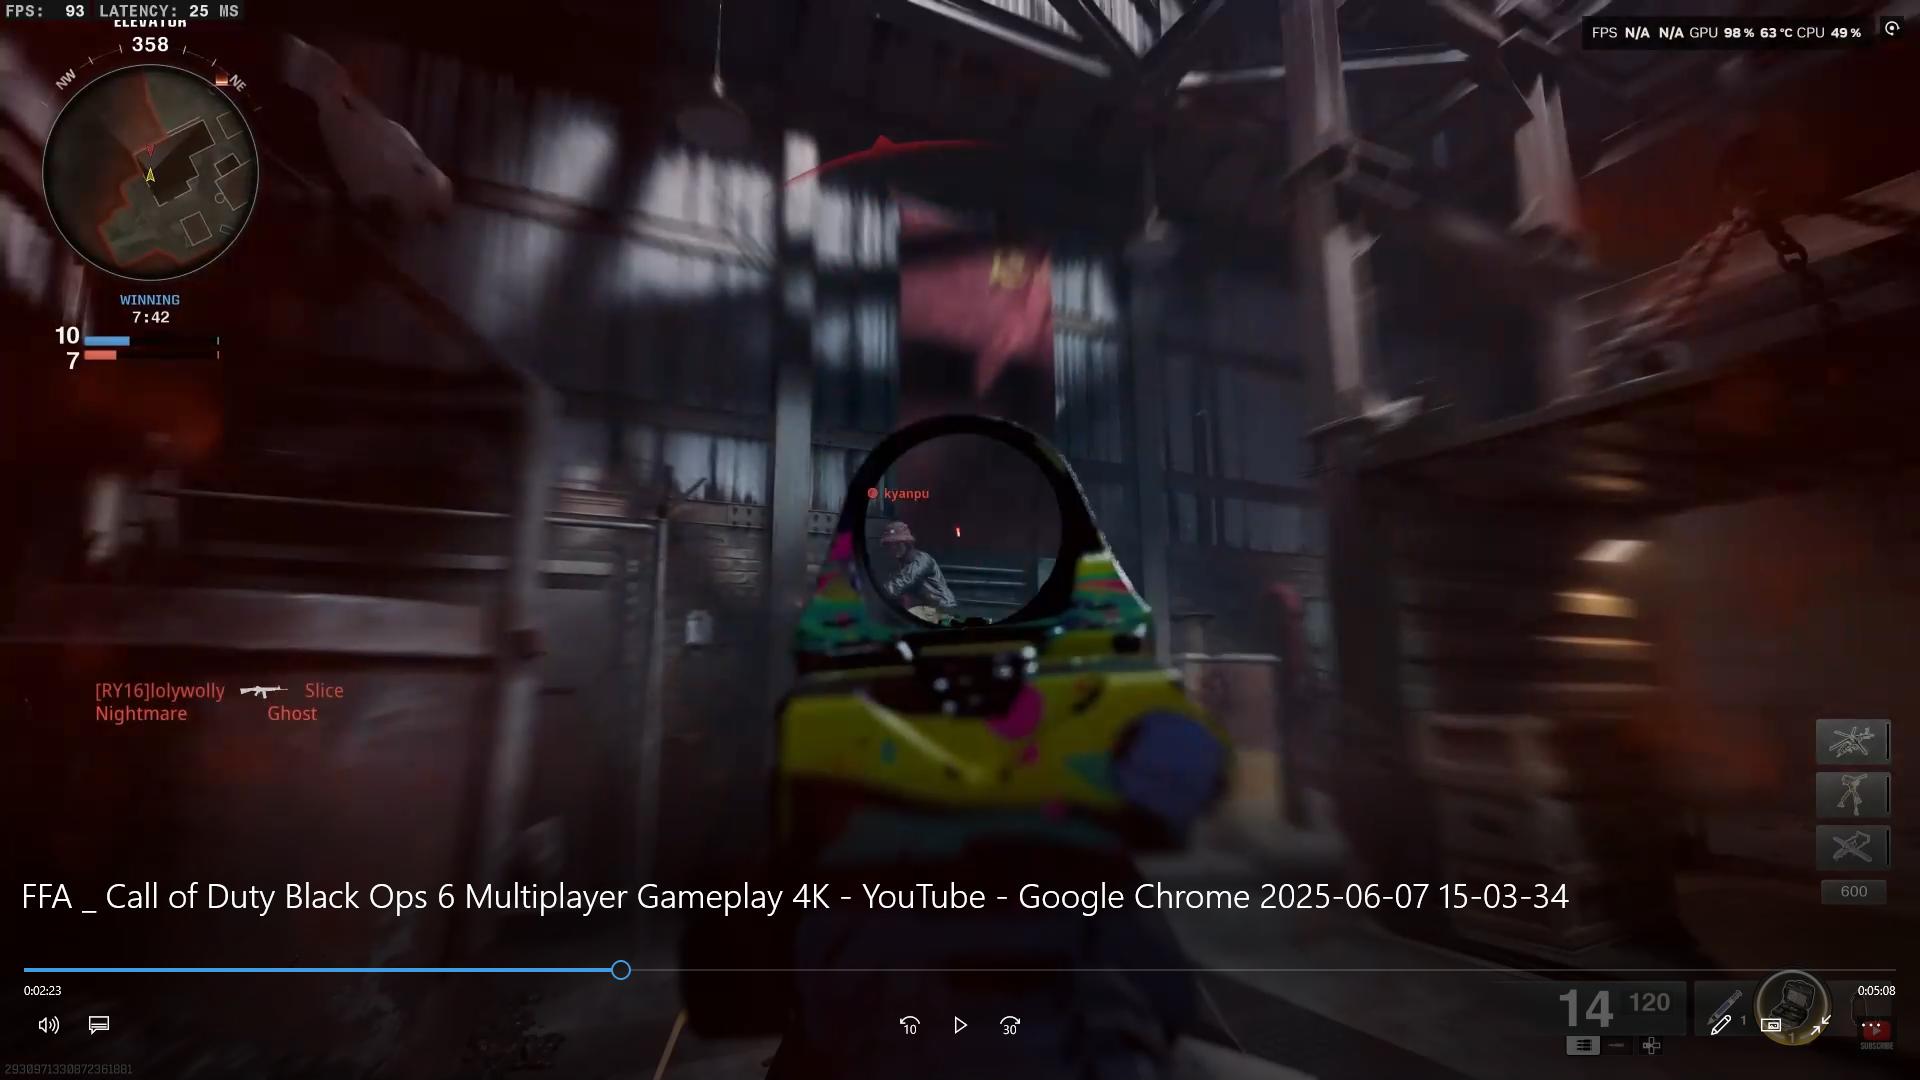 FPS: 93 LATENCY: 25 MS
FPS N/A N/A GPU 98% 63°C CPU 49%
ELEVATOR
358
NW
NE
WINNING
7:42
10
7
kyanpu
[RY16]lolywolly Slice
Nightmare Ghost
600
FFA _ Call of Duty Black Ops 6 Multiplayer Gameplay 4K - YouTube - Google Chrome 2025-06-07 15-03-34
0:02:23
0:05:08
14 120
1
1
10
30
SUBSCRIBE
2930971330872361881